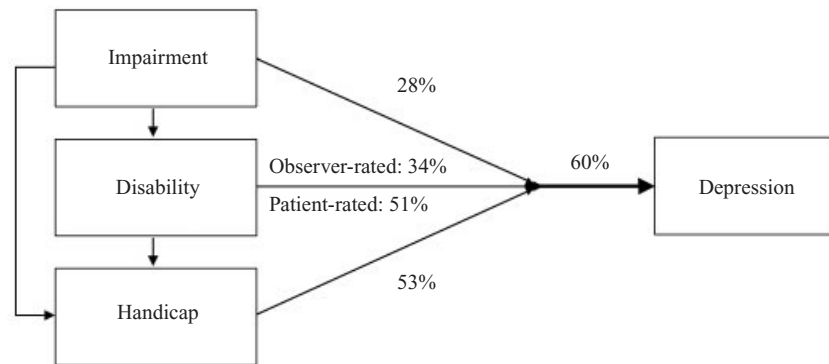 Impairment
28%
Observer-rated: 34%
60%
Disability
Depression
Patient-rated: 51%
53%
Handicap